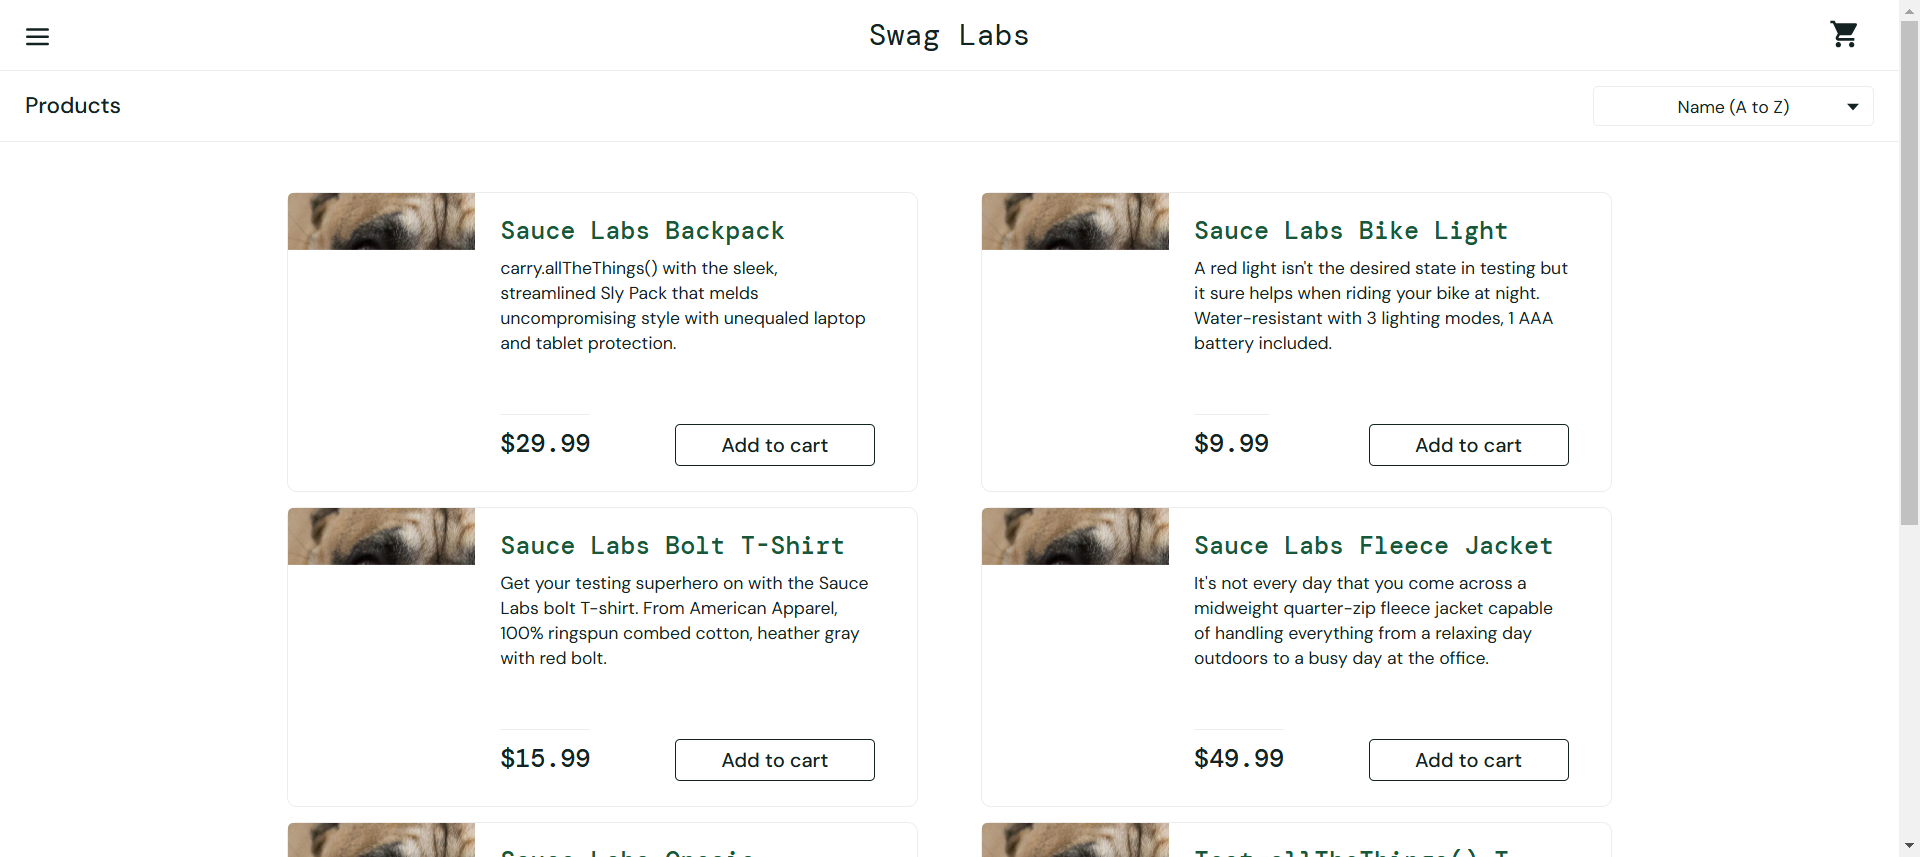 Swag Labs
Products
Name (A to Z)
Sauce Labs Backpack
carry.allTheThings() with the sleek,
streamlined Sly Pack that melds
uncompromising style with unequaled laptop
and tablet protection.
$29.99
Add to cart
Sauce Labs Bike Light
A red light isn't the desired state in testing but
it sure helps when riding your bike at night.
Water-resistant with 3 lighting modes, 1 AAA
battery included.
$9.99
Add to cart
Sauce Labs Bolt T-Shirt
Get your testing superhero on with the Sauce
Labs bolt T-shirt. From American Apparel,
100% ringspun combed cotton, heather gray
with red bolt.
$15.99
Add to cart
Sauce Labs Fleece Jacket
It's not every day that you come across a
midweight quarter-zip fleece jacket capable
of handling everything from a relaxing day
outdoors to a busy day at the office.
$49.99
Add to cart
Sauce Labs Onesie
Test.allTheThings() T